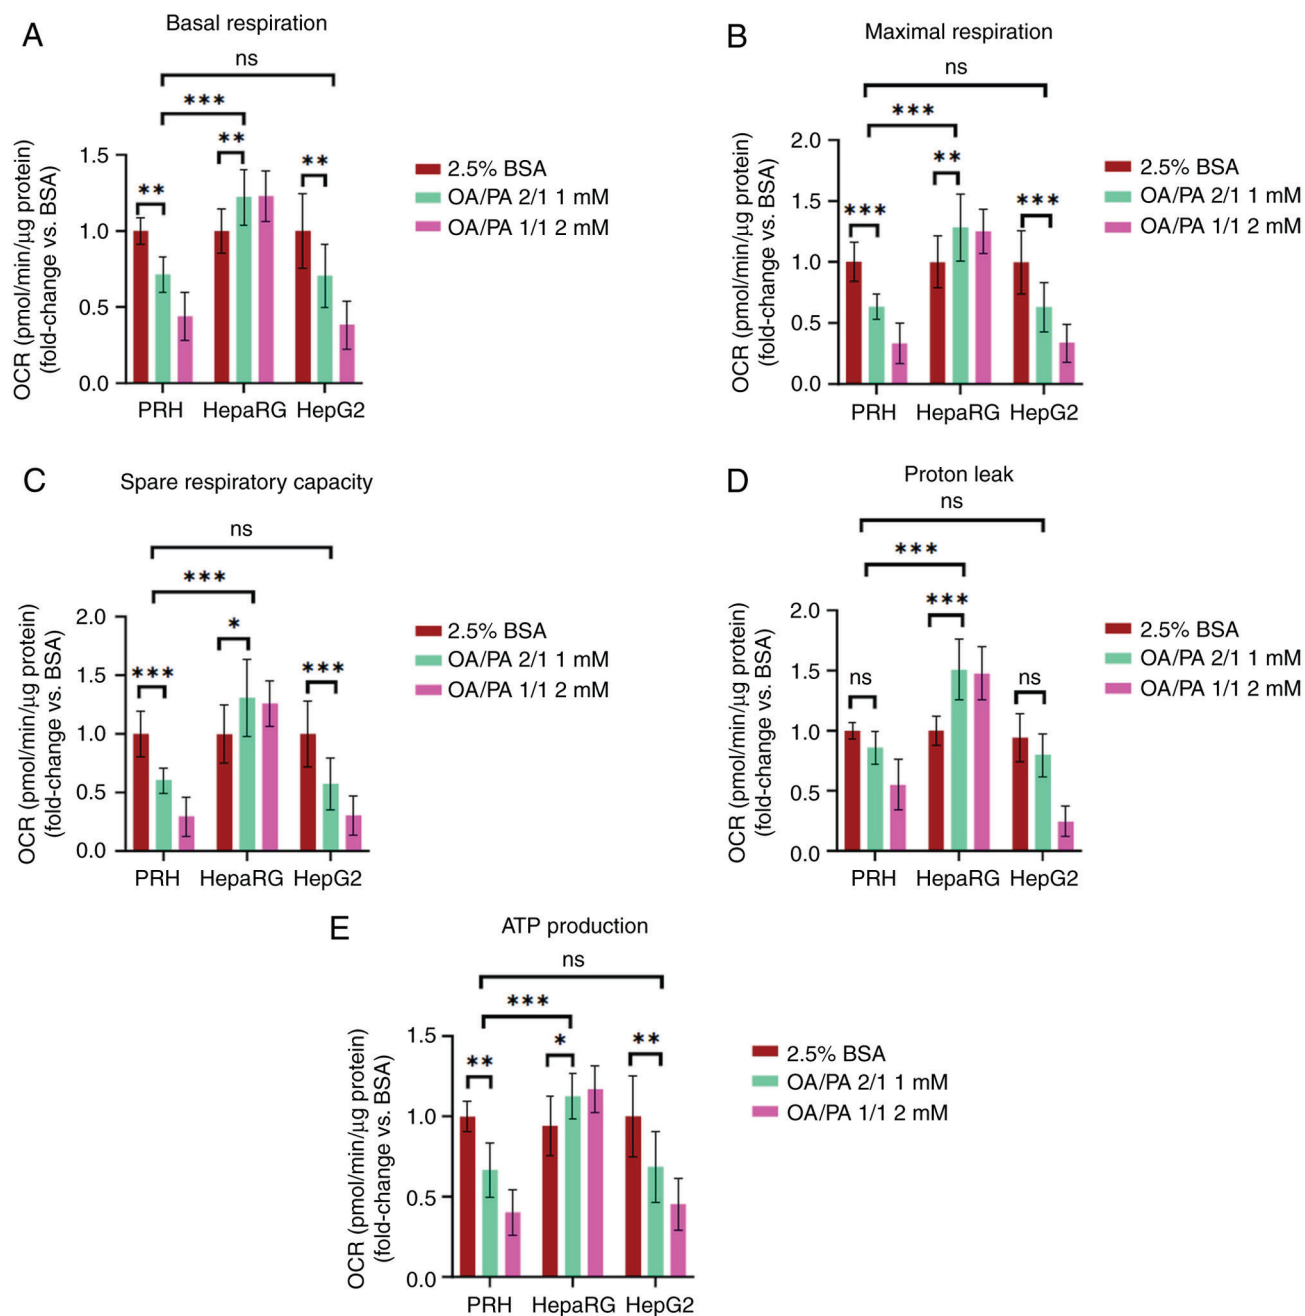 A
Basal respiration
ns
***
**
**
**
OCR (pmol/min/µg protein)
(fold-change vs. BSA)
1.5
1.0
0.5
0.0
PRH HepaRG HepG2
2.5% BSA
OA/PA 2/1 1 mM
OA/PA 1/1 2 mM
B
Maximal respiration
ns
***
**
***
***
OCR (pmol/min/µg protein)
(fold-change vs. BSA)
2.0
1.5
1.0
0.5
0.0
PRH HepaRG HepG2
2.5% BSA
OA/PA 2/1 1 mM
OA/PA 1/1 2 mM
C
Spare respiratory capacity
ns
***
*
***
***
OCR (pmol/min/µg protein)
(fold-change vs. BSA)
2.0
1.5
1.0
0.5
0.0
PRH HepaRG HepG2
2.5% BSA
OA/PA 2/1 1 mM
OA/PA 1/1 2 mM
D
Proton leak
ns
***
***
ns
ns
OCR (pmol/min/µg protein)
(fold-change vs. BSA)
2.0
1.5
1.0
0.5
0.0
PRH HepaRG HepG2
2.5% BSA
OA/PA 2/1 1 mM
OA/PA 1/1 2 mM
E
ATP production
ns
***
**
*
**
OCR (pmol/min/µg protein)
(fold-change vs. BSA)
1.5
1.0
0.5
0.0
PRH HepaRG HepG2
2.5% BSA
OA/PA 2/1 1 mM
OA/PA 1/1 2 mM